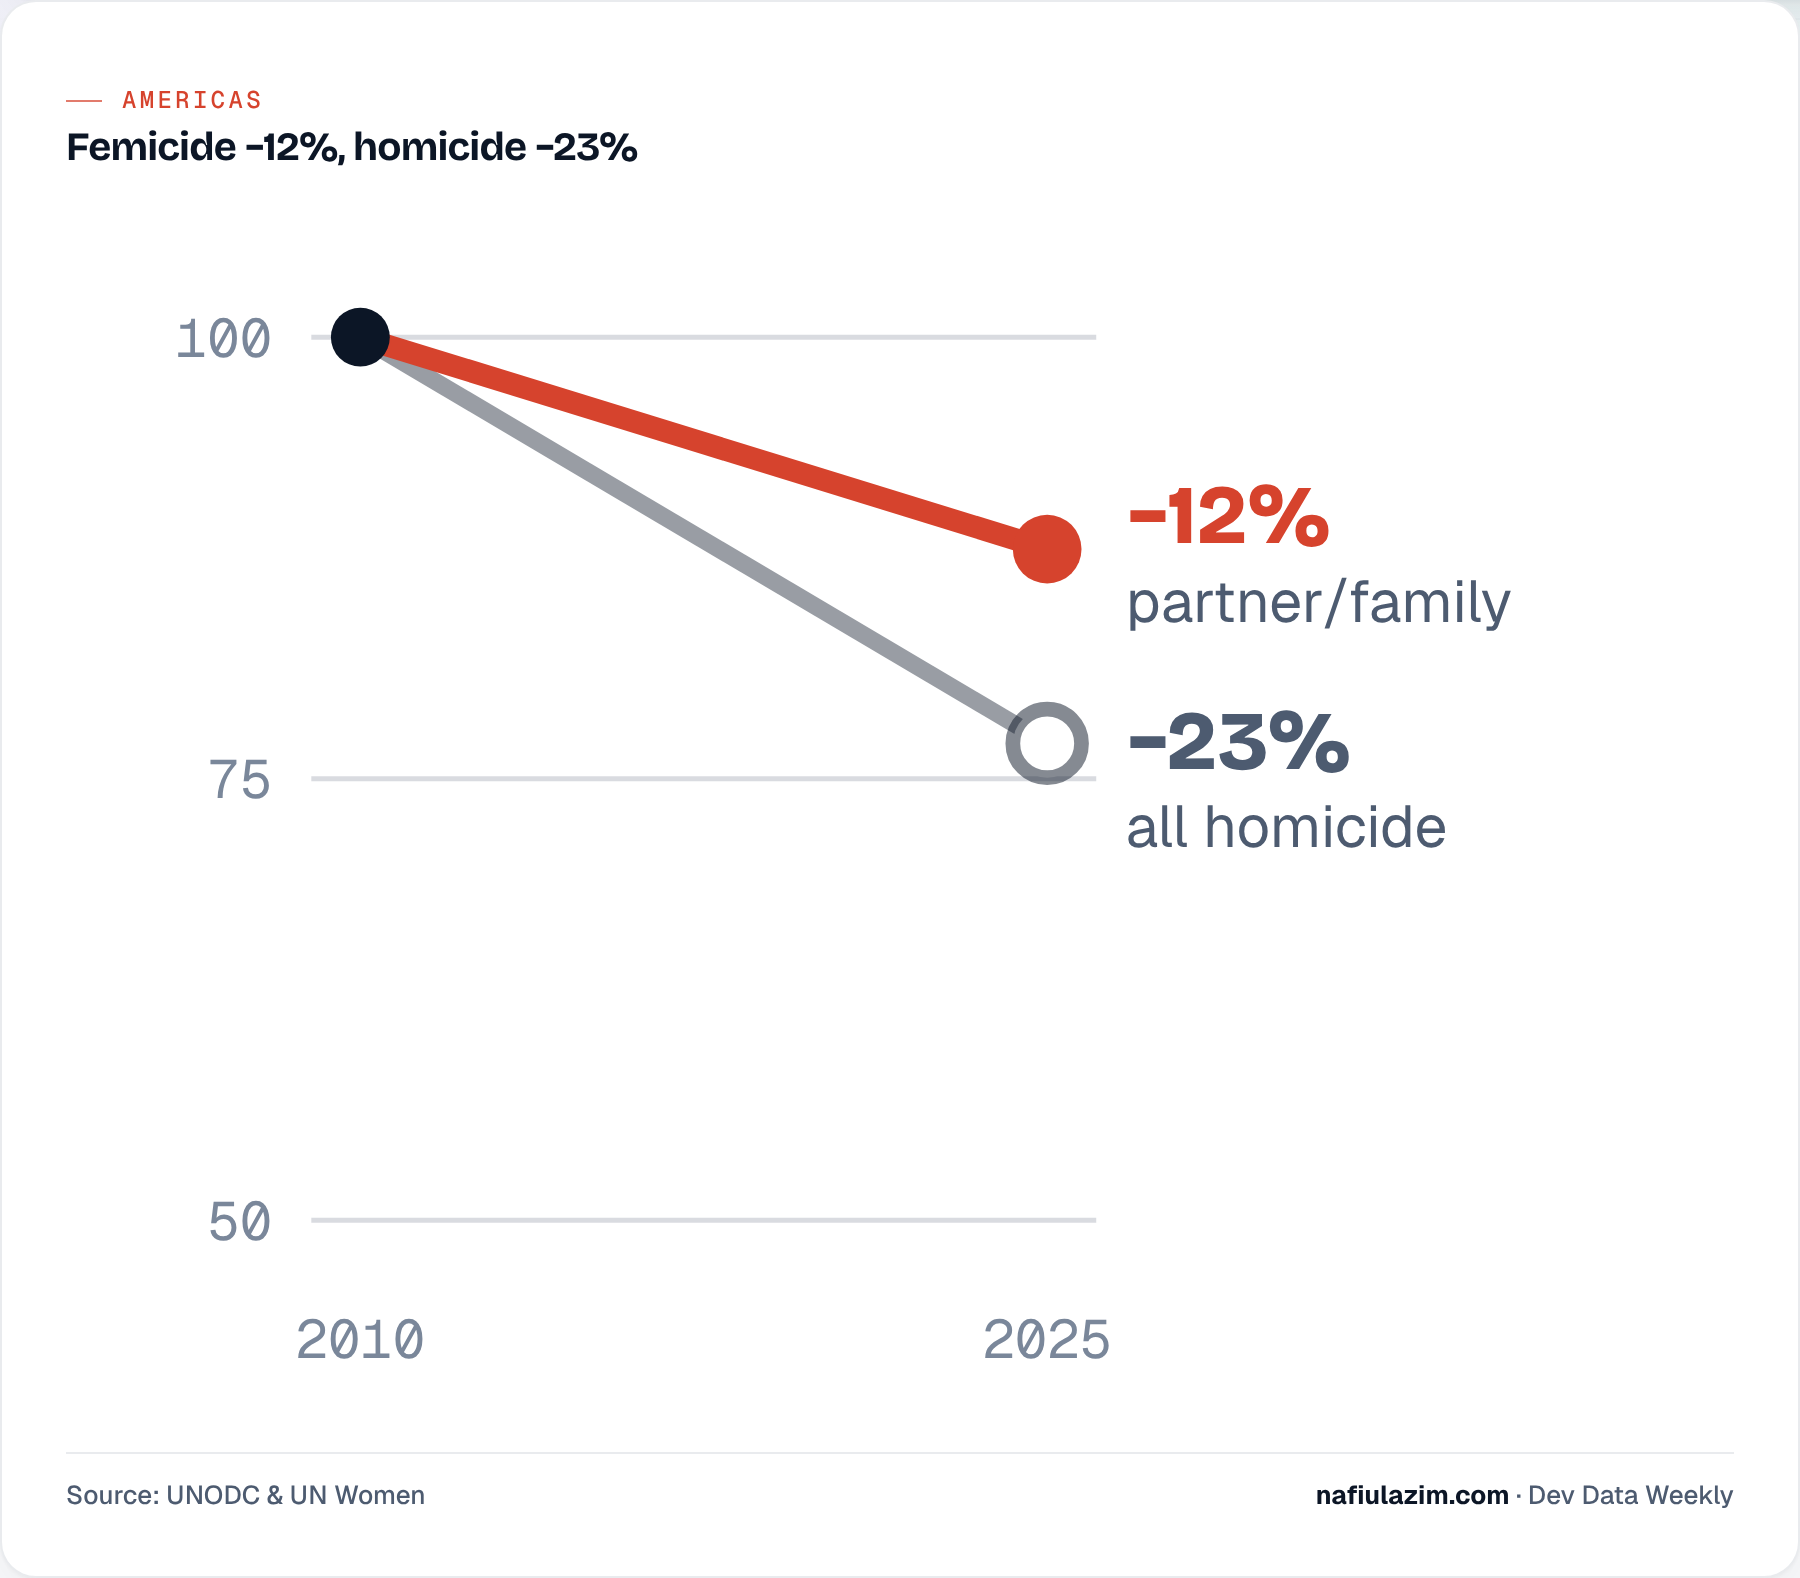 AMERICAS
Femicide −12%, homicide −23%
100
−12%
partner/family
−23%
75
all homicide
50
2010 2025
Source: UNODC & UN Women
nafiulazim.com · Dev Data Weekly